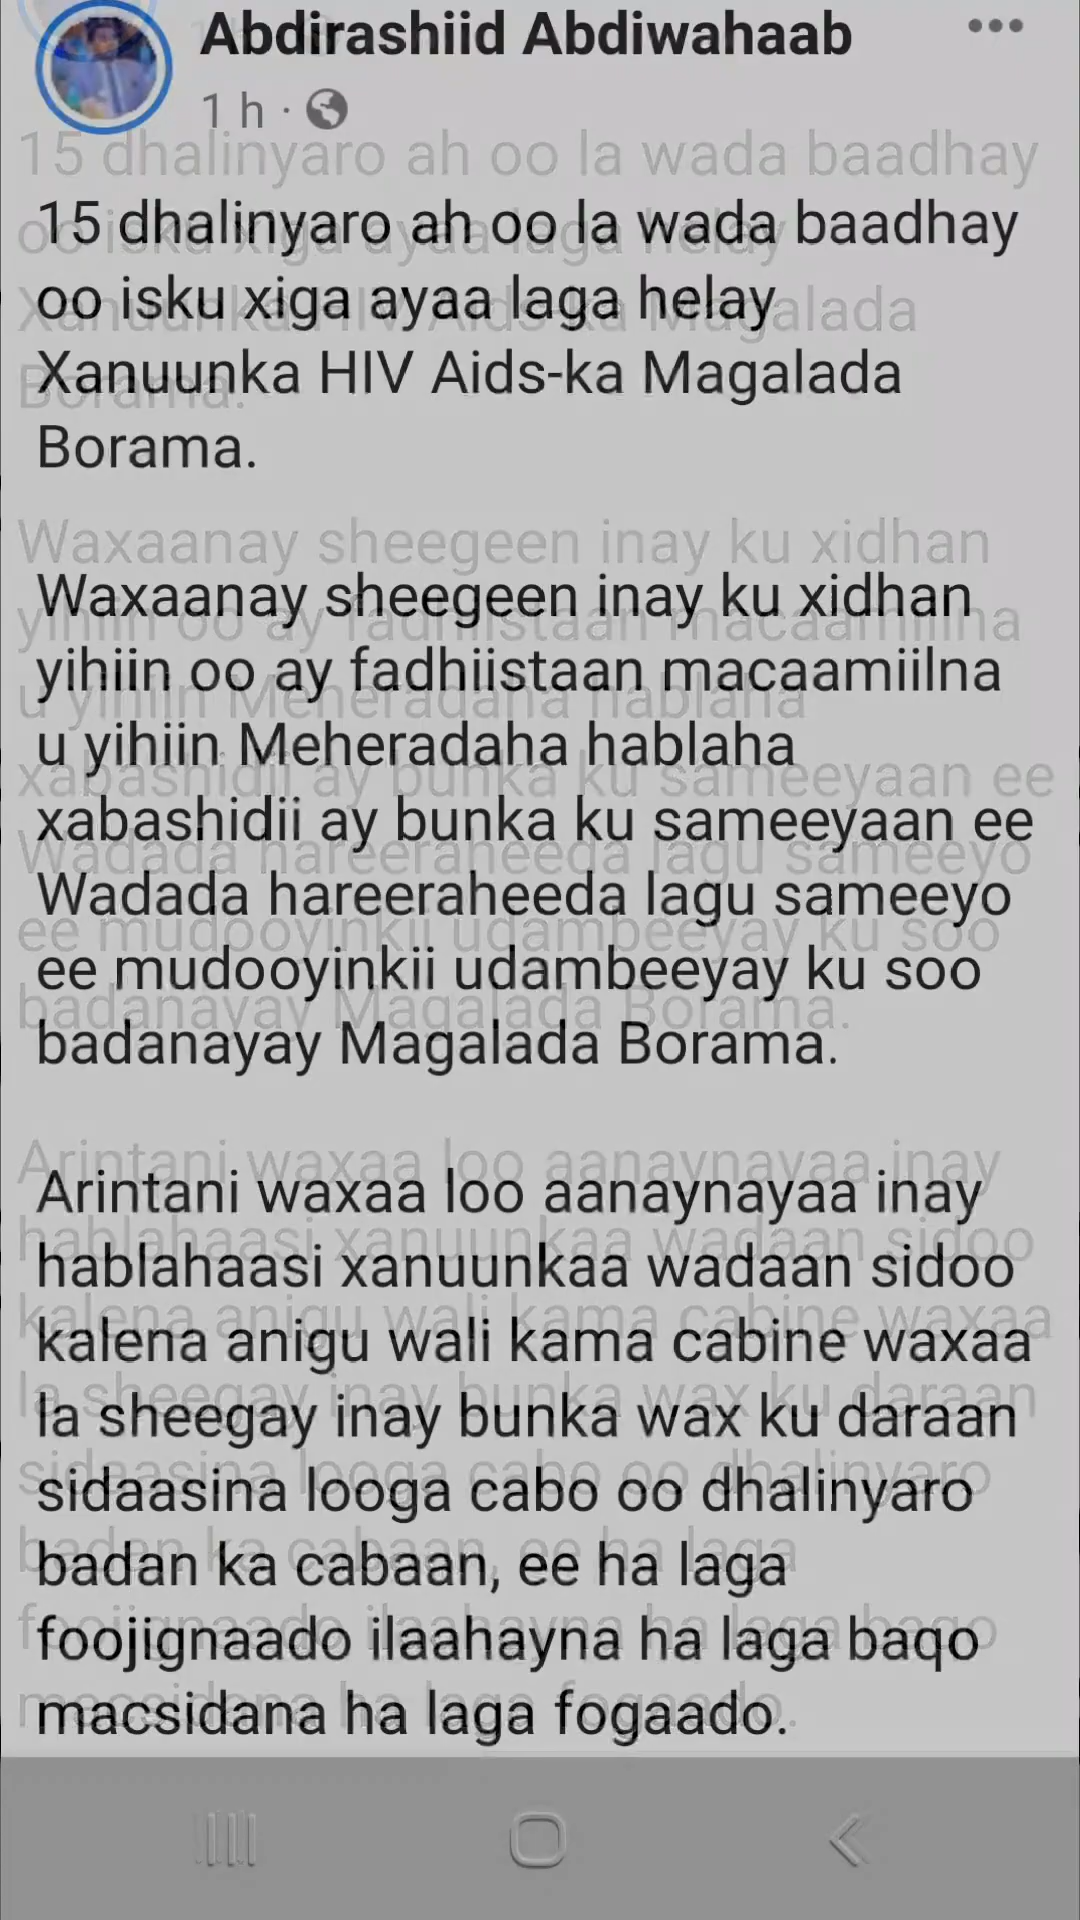 Abdirashiid Abdiwahaab
1 h ·
15 dhalinyaro ah oo la wada baadhay
oo isku xiga ayaa laga helay
Xanuunka HIV Aids-ka Magalada
Borama.
Waxaanay sheegeen inay ku xidhan
yihiin oo ay fadhiistaan macaamiilna
u yihiin Meheradaha hablaha
xabashidii ay bunka ku sameeyaan ee
Wadada hareeraheeda lagu sameeyo
ee mudooyinkii udambeeyay ku soo
badanayay Magalada Borama.
Arintani waxaa loo aanaynayaa inay
hablahaasi xanuunkaa wadaan sidoo
kalena anigu wali kama cabine waxaa
la sheegay inay bunka wax ku daraan
sidaasina looga cabo oo dhalinyaro
badan ka cabaan, ee ha laga
foojignaado ilaahayna ha laga baqo
macsidana ha laga fogaado.